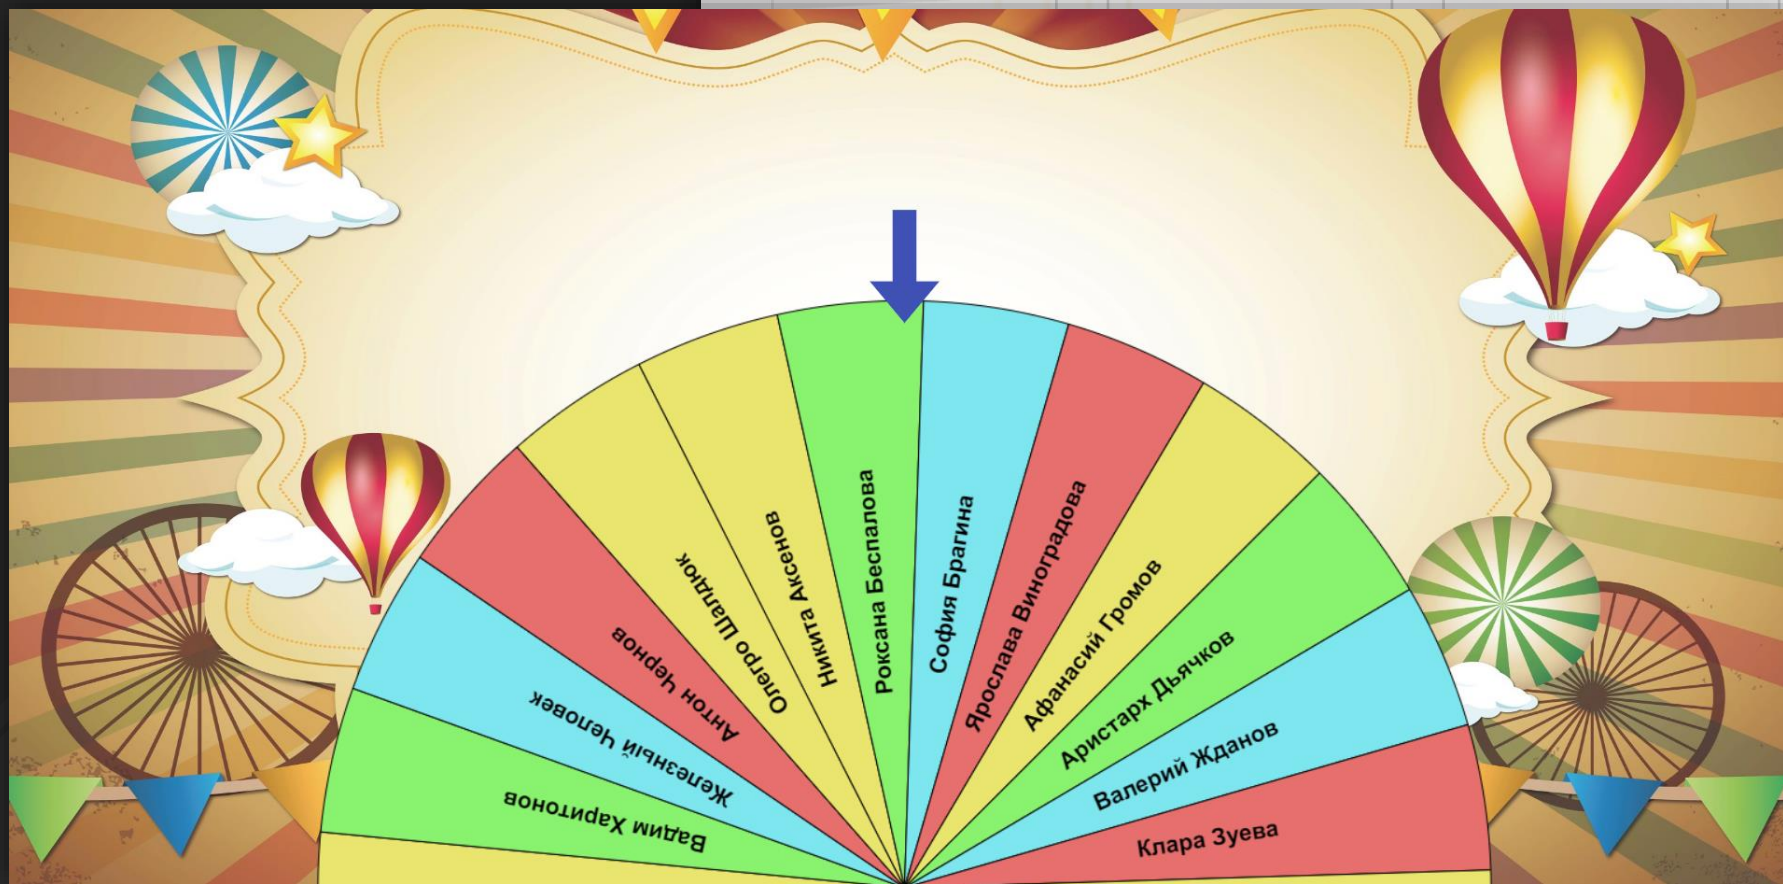 Вадим Харитонов
Железный Человек
Антон Чернов
Олегро Шапдюк
Никита Аксенов
Роксана Беспалова
София Брагина
Ярослава Виноградова
Афанасий Громов
Аристарх Дьячков
Валерий Жданов
Клара Зуева